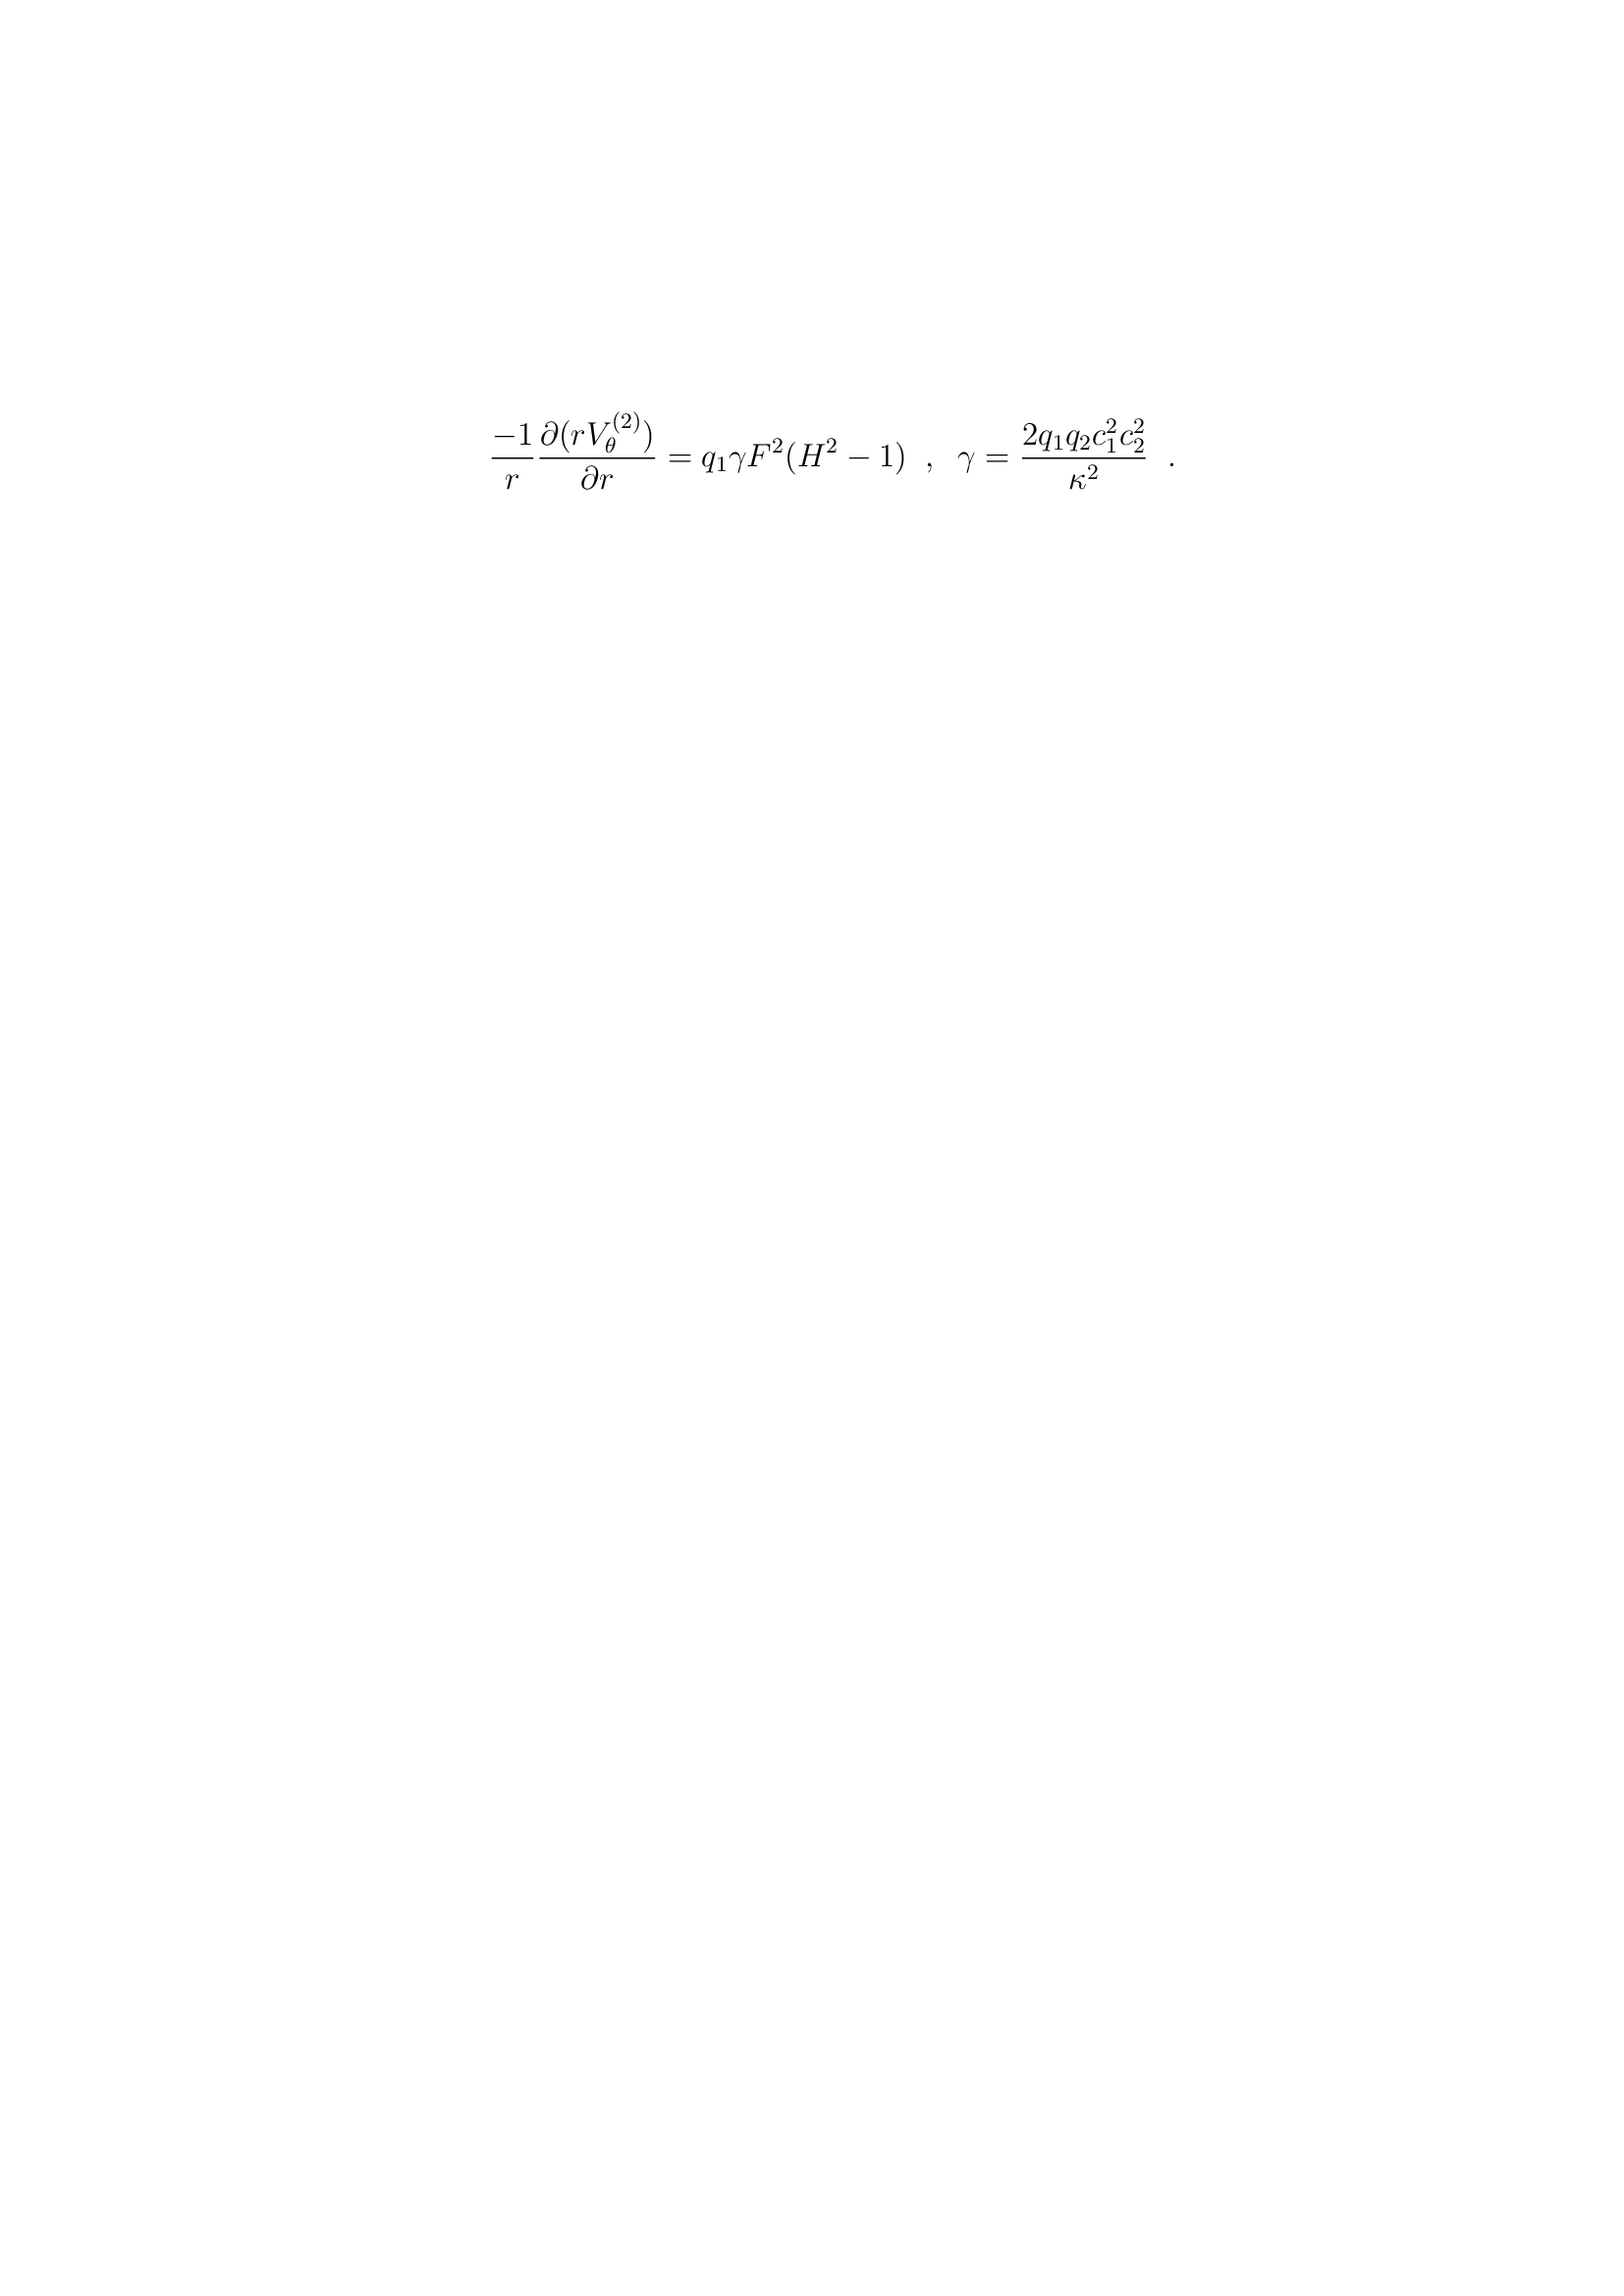 \frac{-1}{r}\frac{\partial(rV_{\theta}^{(2)})}{\partial r} = q_1\gamma F^2(H^2-1) \;\; , \;\; \gamma = \frac{2q_1q_2c_1^2c_2^2}{\kappa^2} \;\; .